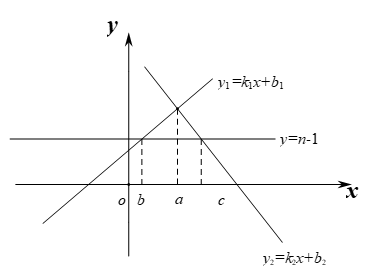 y
y₁=k₁x+b₁
y=n-1
o b a c x
y₂=k₂x+b₂